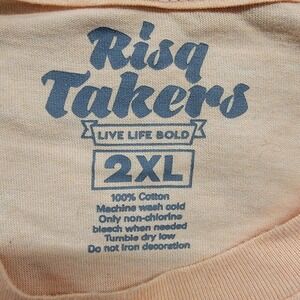 Risq
Takers
LIVE LIFE BOLD
2XL
100% Cotton
Machine wash cold
Only non-chlorine
bleach when needed
Tumble dry low
Do not iron decoration